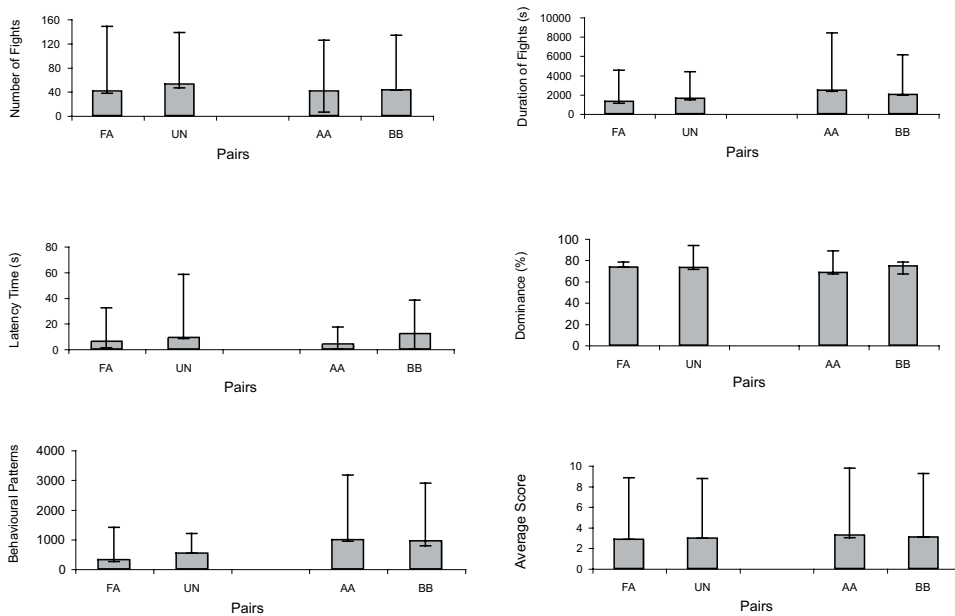 Number of Fights
160
120
80
40
0
FA UN AA BB
Pairs
Duration of Fights (s)
10000
8000
6000
4000
2000
0
FA UN AA BB
Pairs
Latency Time (s)
80
60
40
20
0
FA UN AA BB
Pairs
Dominance (%)
100
80
60
40
20
0
FA UN AA BB
Pairs
Behavioural Patterns
4000
3000
2000
1000
0
FA UN AA BB
Pairs
Average Score
10
8
6
4
2
0
FA UN AA BB
Pairs